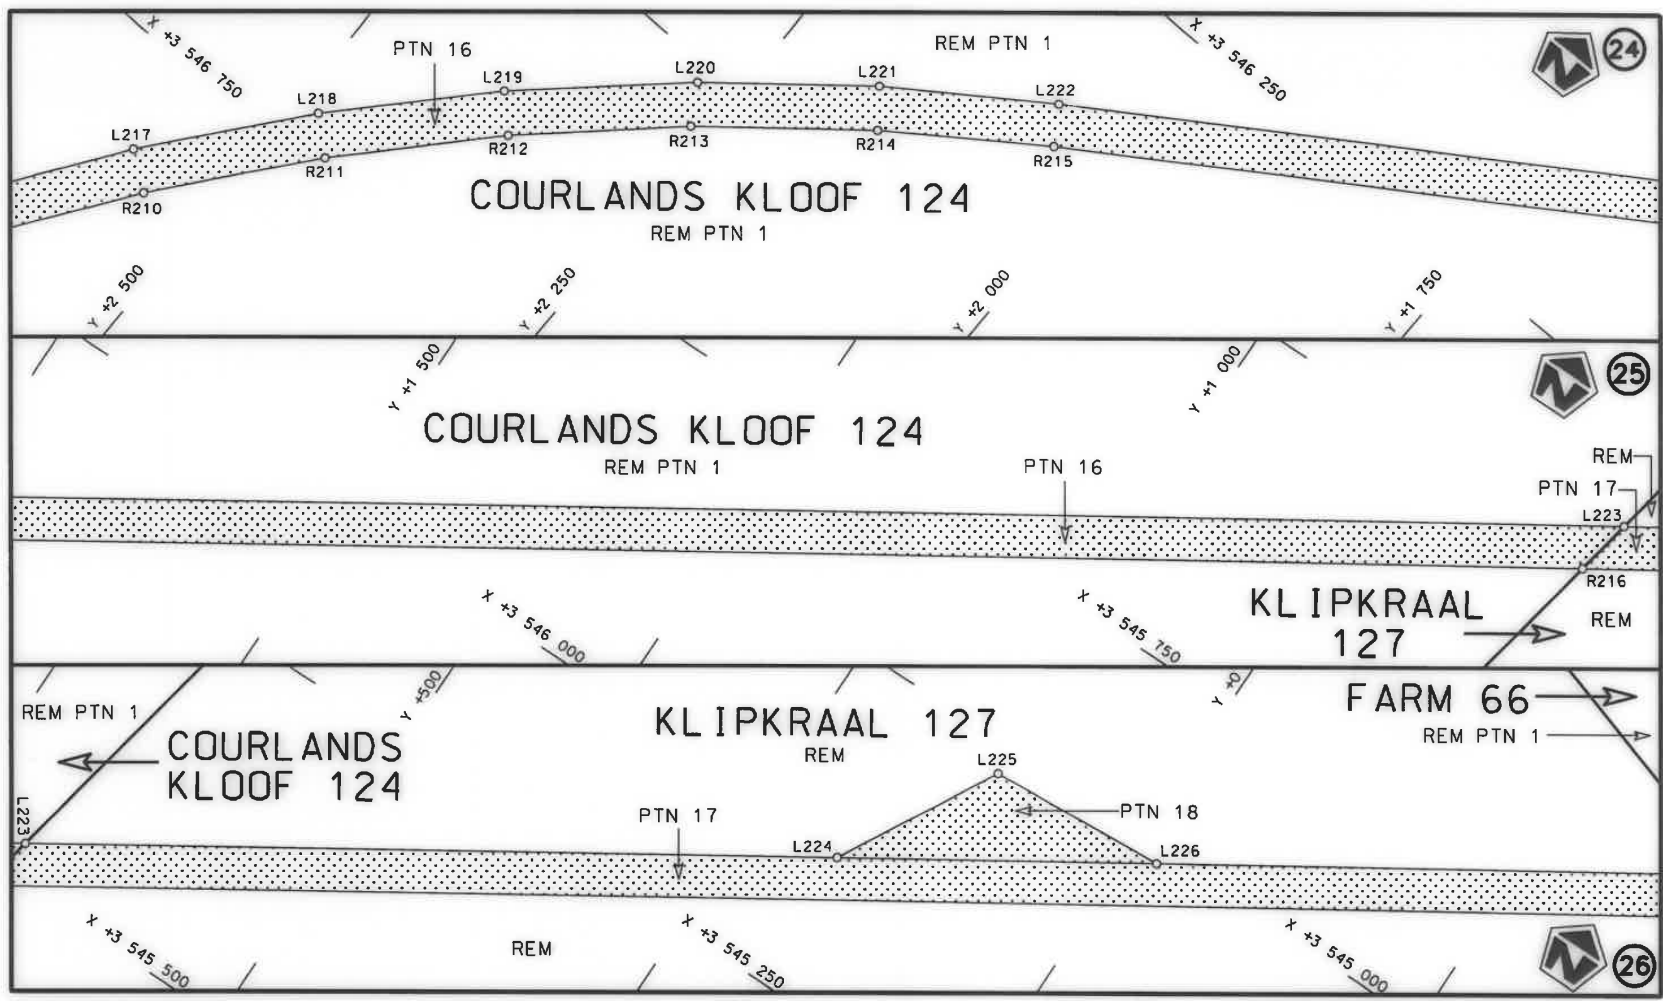 X +3 546 750
PTN 16
REM PTN 1
X +3 546 250
24
L217
L218
L219
L220
L221
L222
R210
R211
R212
R213
R214
R215
COURLANDS KLOOF 124
REM PTN 1
Y +2 500
Y +2 250
Y +2 000
Y +1 750
Y +1 500
Y +1 000
25
COURLANDS KLOOF 124
REM PTN 1
PTN 16
REM
PTN 17
L223
R216
X +3 546 000
X +3 545 750
KLIPKRAAL
127
REM
REM PTN 1
COURLANDS
KLOOF 124
Y +500
KLIPKRAAL 127
REM
Y +0
FARM 66
REM PTN 1
L223
PTN 17
L224
L225
PTN 18
L226
X +3 545 500
REM
X +3 545 250
X +3 545 000
26